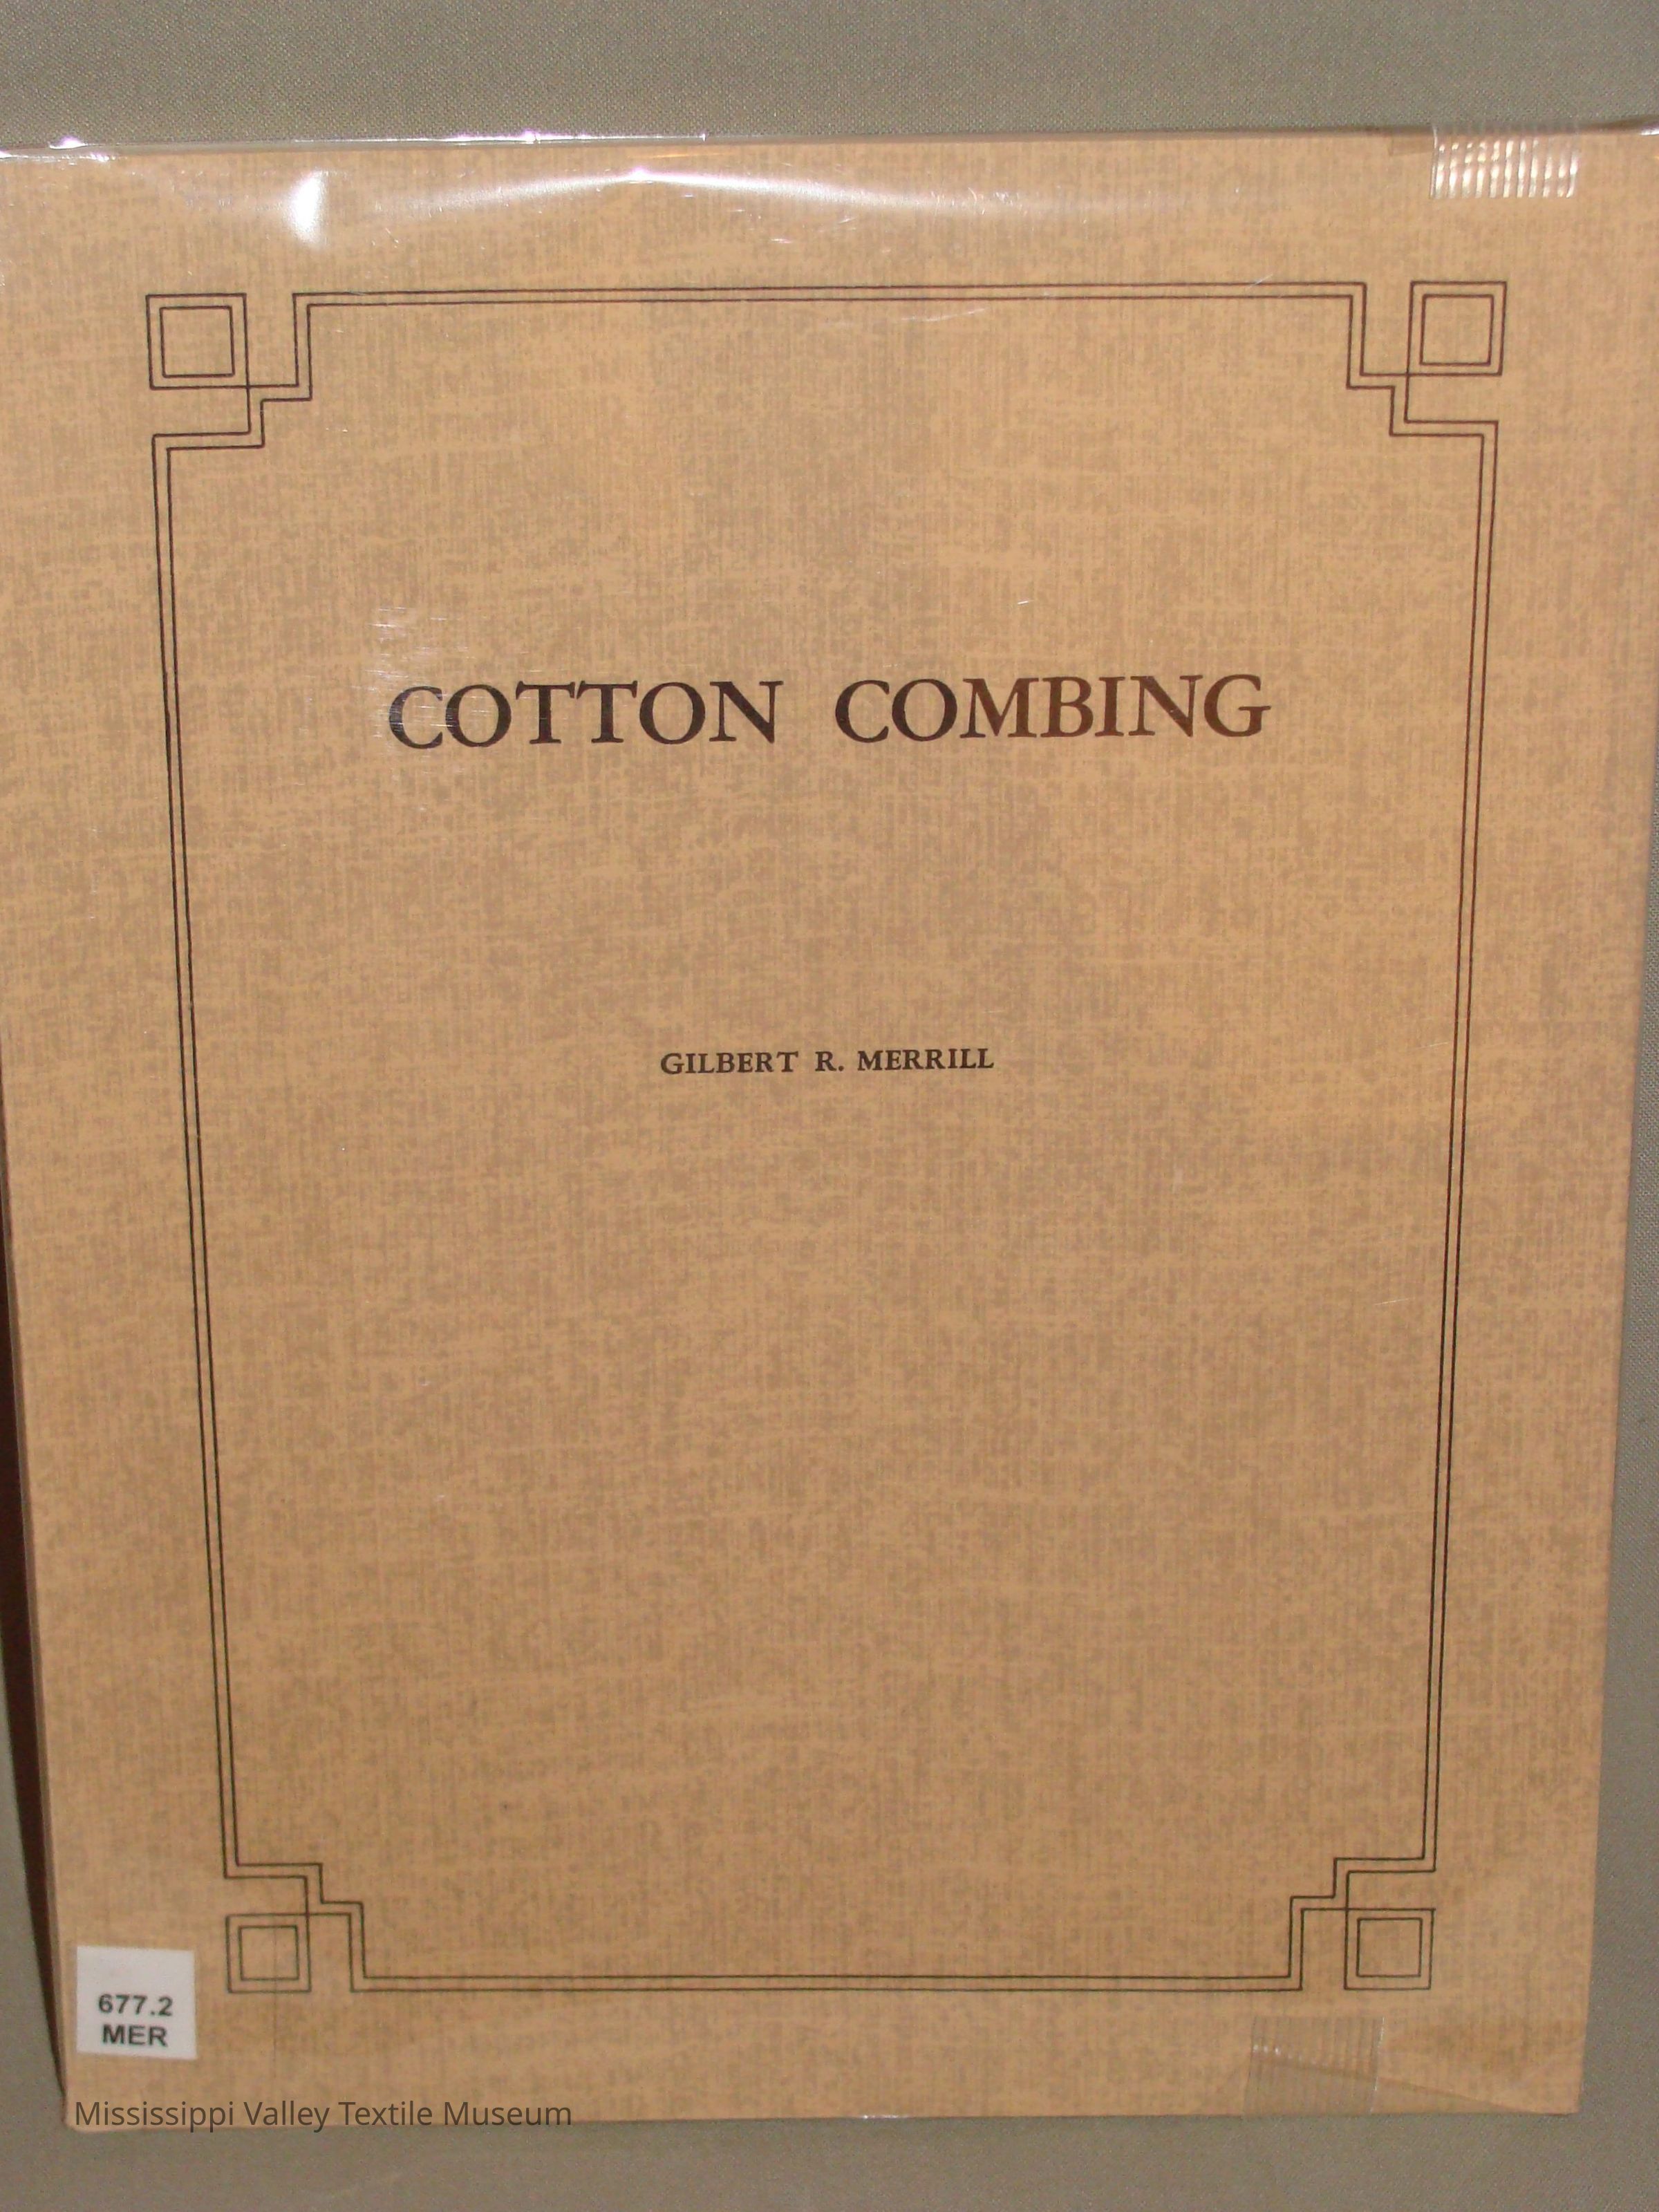 COTTON COMBING
GILBERT R. MERRILL
677.2
MER
Mississippi Valley Textile Museum